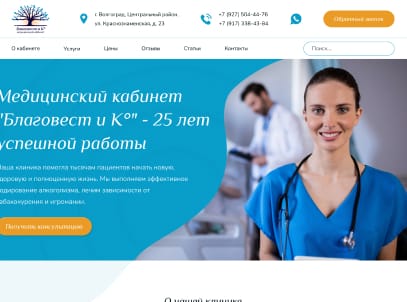 г. Волгоград, Центральный район,
ул. Краснознаменская, д. 23
+7 (927) 504-44-76
+7 (917) 338-43-84
Обратный звонок
О кабинете
Услуги
Цены
Отзывы
Статьи
Контакты
Поиск...
Медицинский кабинет
"Благовест и К°" - 25 лет
успешной работы
Наша клиника помогла тысячам пациентов начать новую,
здоровую и полноценную жизнь. Мы выполняем эффективное
кодирование алкоголизма, лечим зависимости от
табакокурения и игромании.
Получить консультацию
О нашей клинике